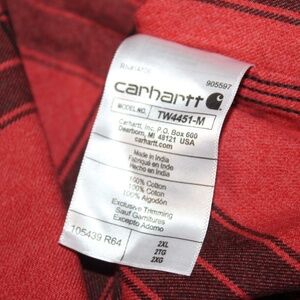 905597
carhartt
MODEL NO. TW4451-M
Carhartt, Inc. P.O. Box 600
Dearborn, MI 48121 USA
carhartt.com
Made in India
Fabriqué en Inde
Hecho en India
100% Cotton
100% Coton
100% Algodón
Exclusive Trimming
Sauf Garnitures
Excepto Adorno
105439 R64
2XL
2TG
2XG